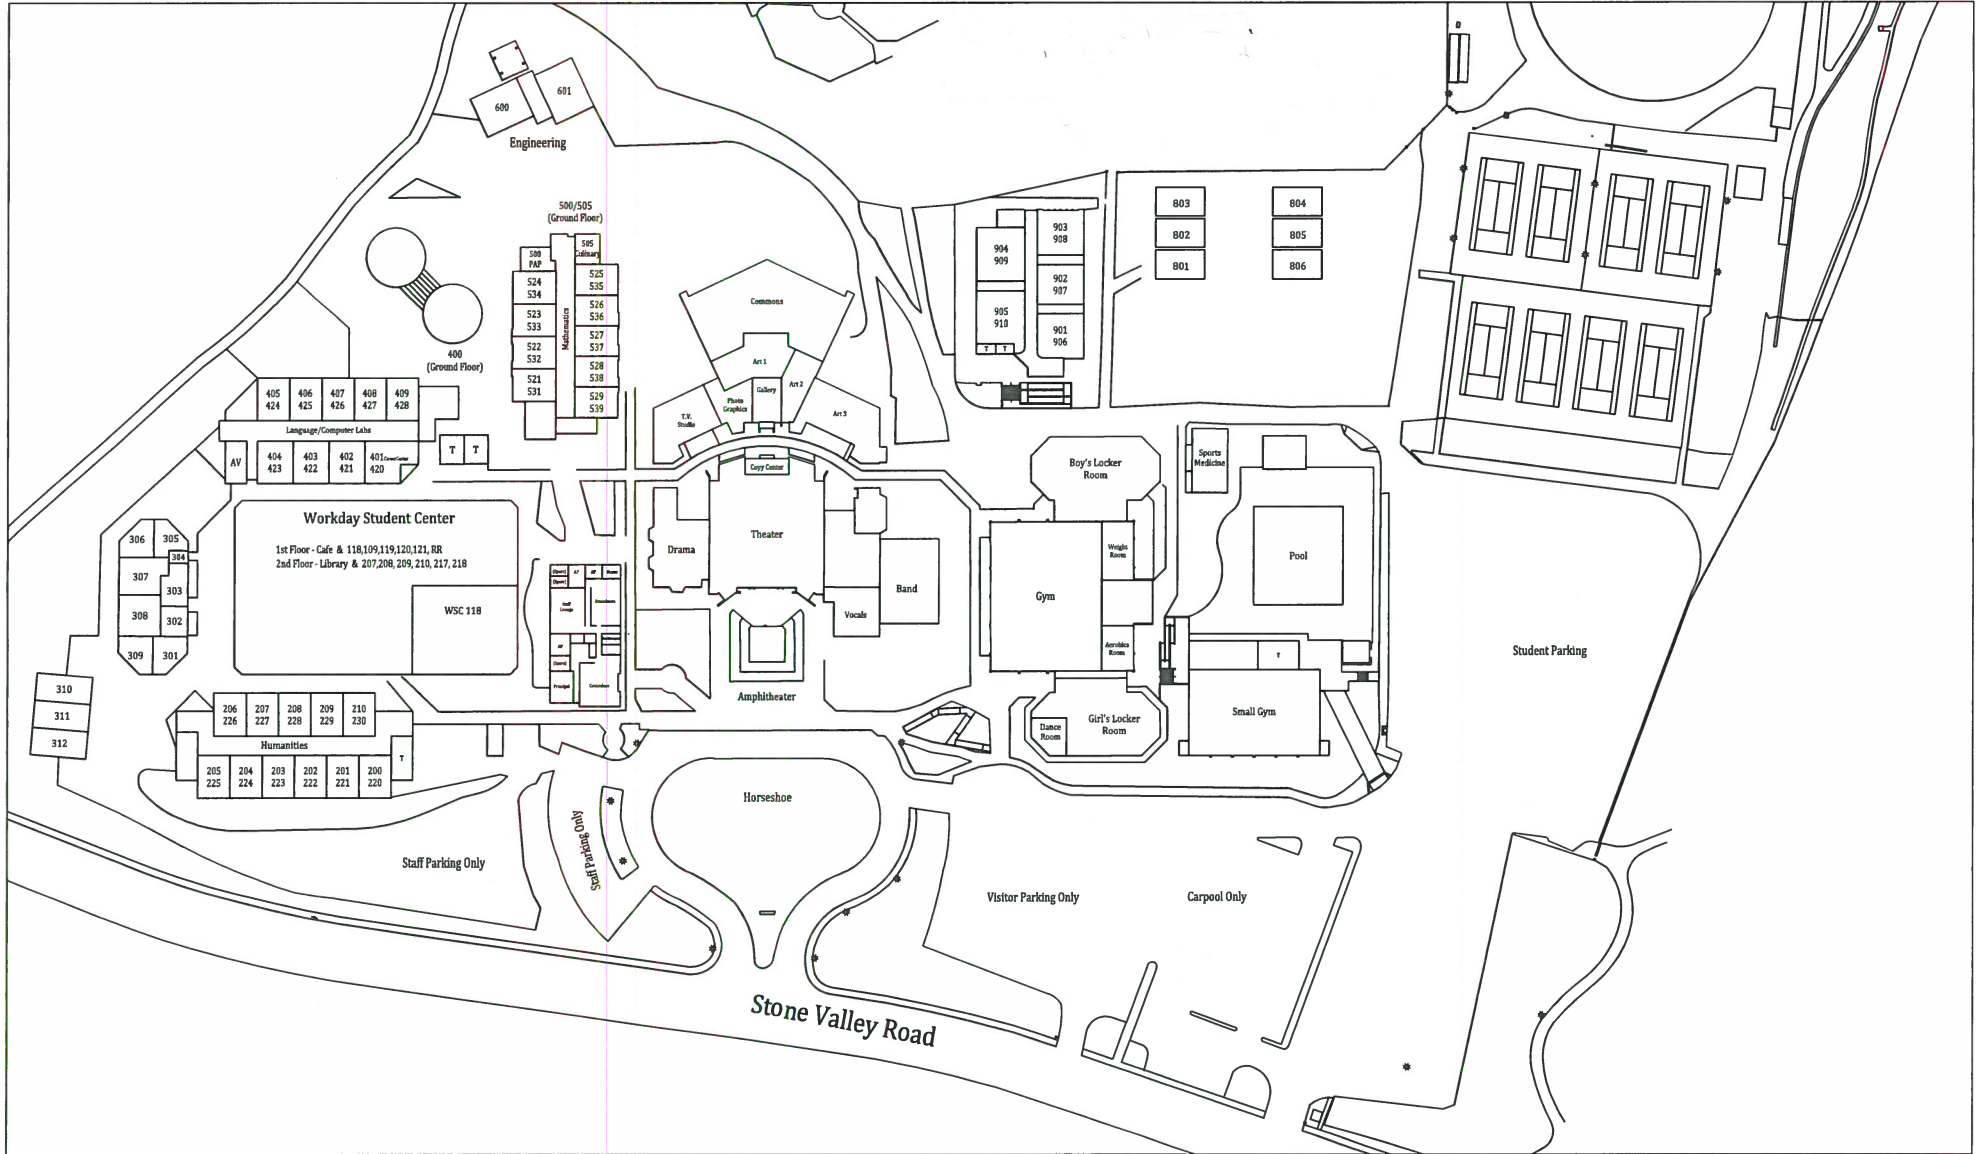 601
600
Engineering
500/505
(Ground Floor)
505
Culinary
500
PAP
524
534
523
533
522
532
521
531
Mathematics
525
535
526
536
527
537
528
538
529
539
400
(Ground Floor)
Commons
Art 1
Gallery
Art 2
Photo
Graphics
T.V.
Studio
Art 3
Copy Center
903
908
904
909
902
907
905
910
901
906
T T
803
802
801
804
805
806
405
424
406
425
407
426
408
427
409
428
Language/Computer Labs
AV
404
423
403
422
402
421
401 Career Center
420
T T
Workday Student Center
1st Floor - Cafe & 118,109,119,120,121, RR
2nd Floor - Library & 207,208, 209, 210, 217, 218
WSC 118
306
305
304
307
303
308
302
309
301
310
311
312
206
226
207
227
208
228
209
229
210
230
Humanities
205
225
204
224
203
223
202
222
201
221
200
220
T
Staff
Lounge
Attendance
AP
Principal
Drama
Theater
Band
Vocals
Amphitheater
Boy's Locker
Room
Sports
Medicine
Weight
Room
Gym
Aerobics
Room
Pool
T
Small Gym
Dance
Room
Girl's Locker
Room
Student Parking
Horseshoe
Staff Parking Only
Staff Parking Only
Visitor Parking Only
Carpool Only
Stone Valley Road